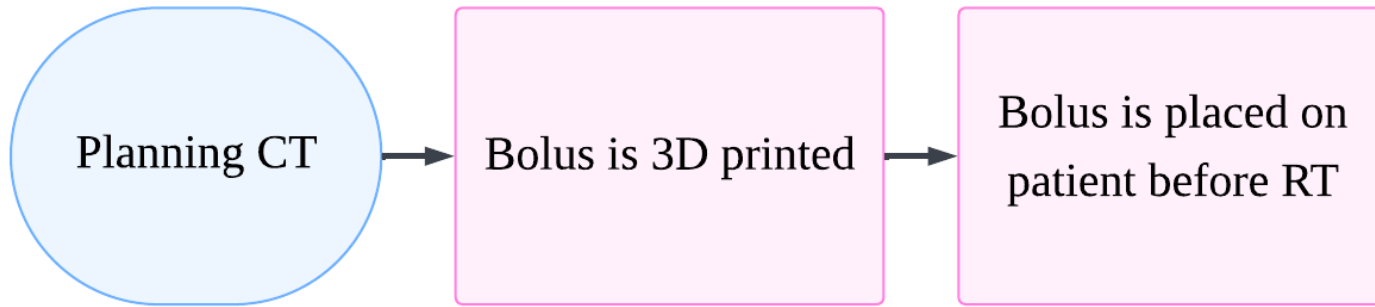 Planning CT
Bolus is 3D printed
Bolus is placed on
patient before RT